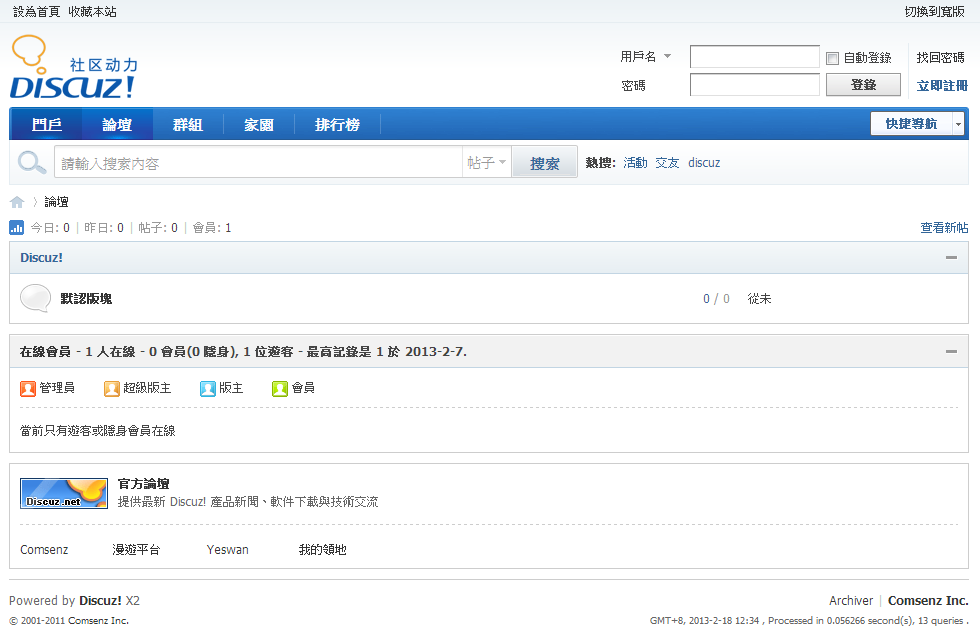 設為首頁 收藏本站 切換到寬版
社区动力
DISCUZ!
用戶名 自動登錄 找回密碼
密碼 登錄 立即註冊
門戶 論壇 群組 家園 排行榜 快捷導航
請輸入搜索內容 帖子 搜索 熱搜: 活動 交友 discuz
論壇
今日: 0 | 昨日: 0 | 帖子: 0 | 會員: 1 查看新帖
Discuz!
默認版塊 0 / 0 從未
在線會員 - 1 人在線 - 0 會員(0 隱身), 1 位遊客 - 最高記錄是 1 於 2013-2-7.
管理員 超級版主 版主 會員
當前只有遊客或隱身會員在線
Discuz.net
官方論壇
提供最新 Discuz! 產品新聞、軟件下載與技術交流
Comsenz 漫遊平台 Yeswan 我的領地
Powered by Discuz! X2 Archiver | Comsenz Inc.
© 2001-2011 Comsenz Inc. GMT+8, 2013-2-18 12:34 , Processed in 0.056266 second(s), 13 queries .